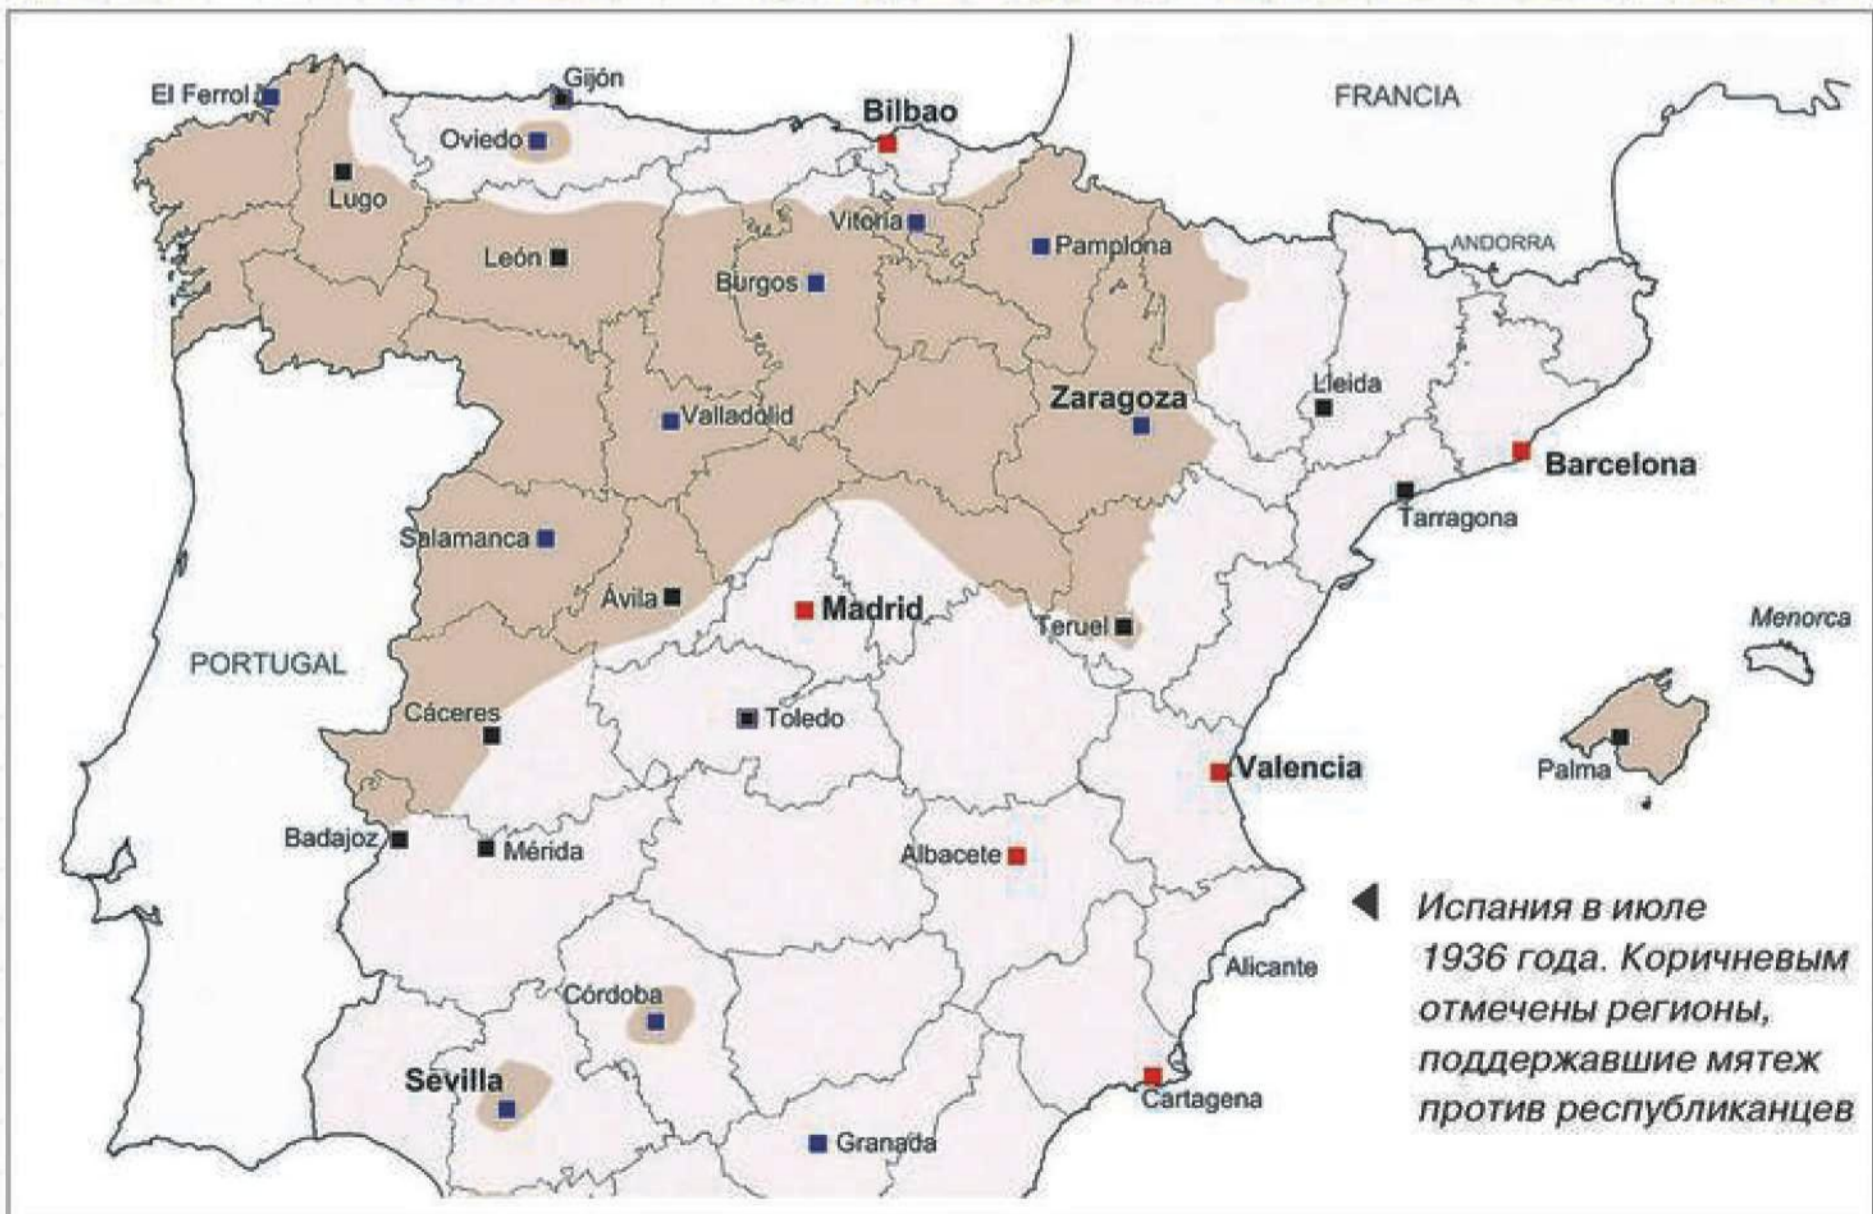 El Ferrol
Gijón
Oviedo
Bilbao
FRANCIA
Lugo
León
Vitoria
Pamplona
ANDORRA
Burgos
Valladolid
Zaragoza
Lleida
Barcelona
Tarragona
Salamanca
Ávila
Madrid
Teruel
Menorca
PORTUGAL
Cáceres
Toledo
Valencia
Palma
Badajoz
Mérida
Albacete
Alicante
Córdoba
Sevilla
Cartagena
Granada
Испания в июле
1936 года. Коричневым
отмечены регионы,
поддержавшие мятеж
против республиканцев